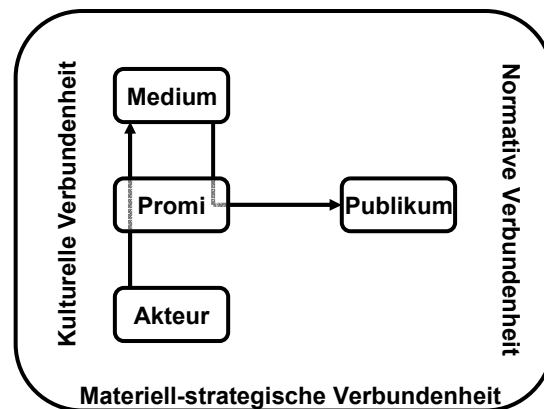 Kulturelle Verbundenheit
Medium
Promi
Akteur
Publikum
Normative Verbundenheit
Materiell-strategische Verbundenheit